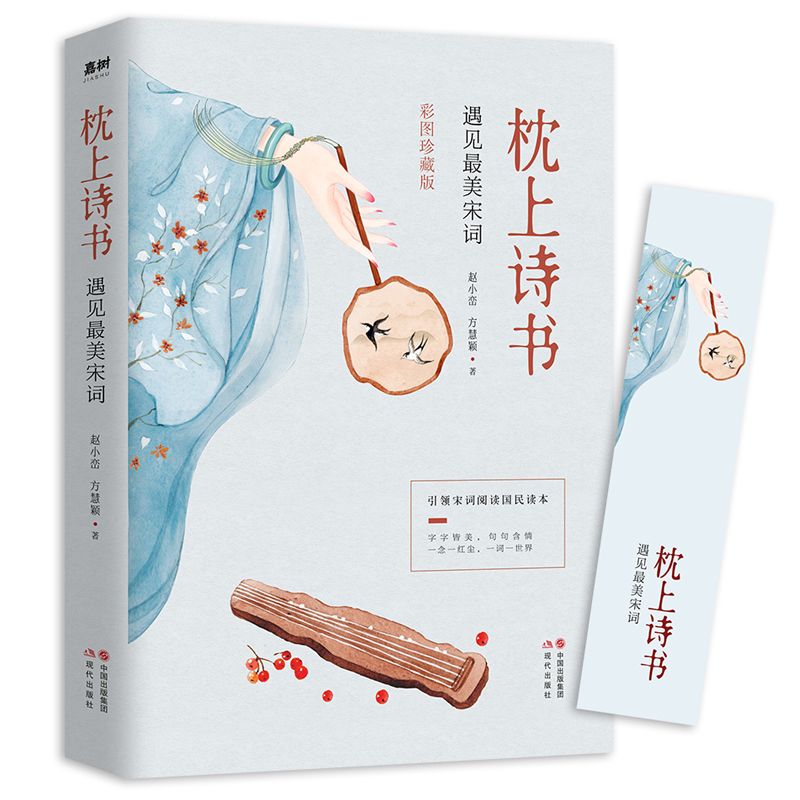 嘉树
JIASHU
枕上诗书
遇见最美宋词
赵小峦 方慧颖·著
现代出版社
中国出版集团
枕上诗书
遇见最美宋词
彩图珍藏版
赵小峦 方慧颖·著
引领宋词阅读国民读本
字字皆美，句句含情
一念一红尘，一词一世界
中国出版集团
现代出版社
枕上诗书
遇见最美宋词